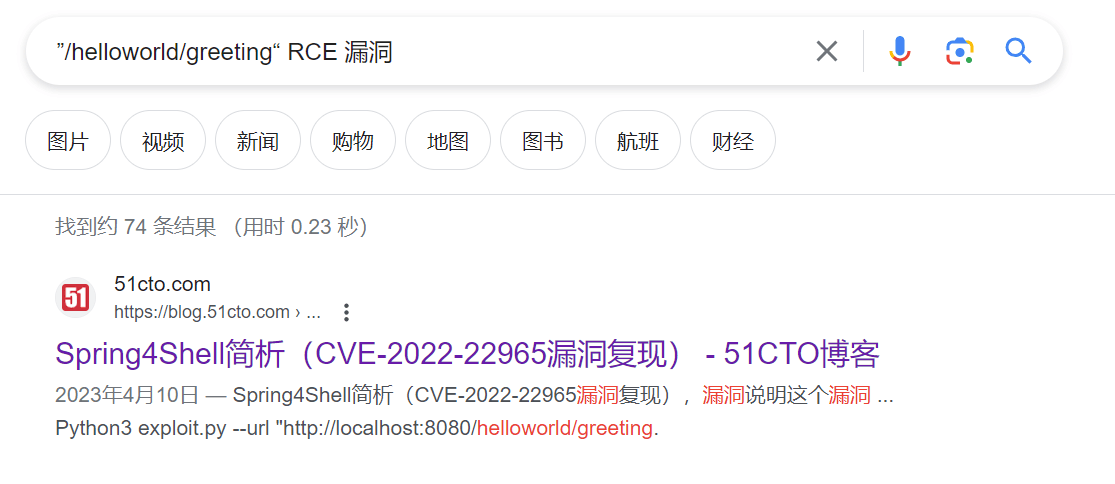 ”/helloworld/greeting“ RCE 漏洞
图片 视频 新闻 购物 地图 图书 航班 财经
找到约 74 条结果 （用时 0.23 秒）
51
51cto.com
https://blog.51cto.com › ...
Spring4Shell简析（CVE-2022-22965漏洞复现） - 51CTO博客
2023年4月10日 — Spring4Shell简析（CVE-2022-22965漏洞复现），漏洞说明这个漏洞 ...
Python3 exploit.py --url "http://localhost:8080/helloworld/greeting.